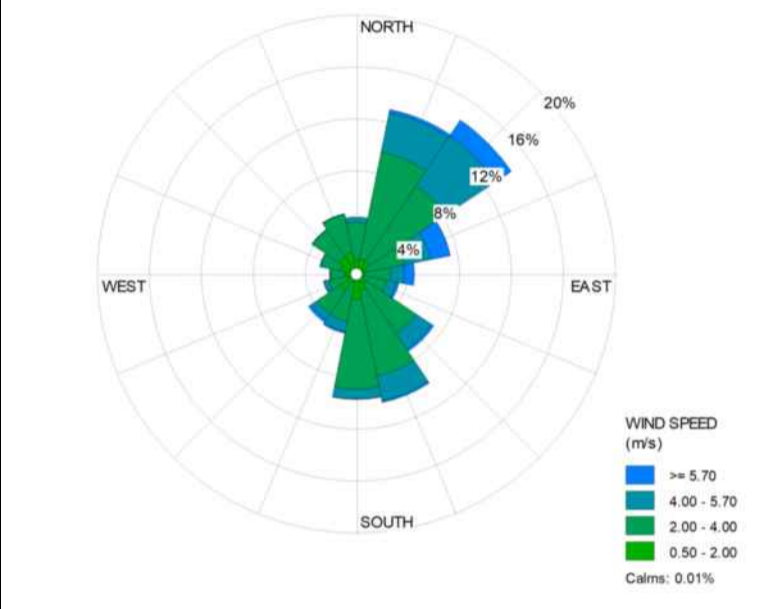 NORTH
20%
16%
12%
8%
4%
WEST
EAST
SOUTH
WIND SPEED
(m/s)
>= 5.70
4.00 - 5.70
2.00 - 4.00
0.50 - 2.00
Calms: 0.01%